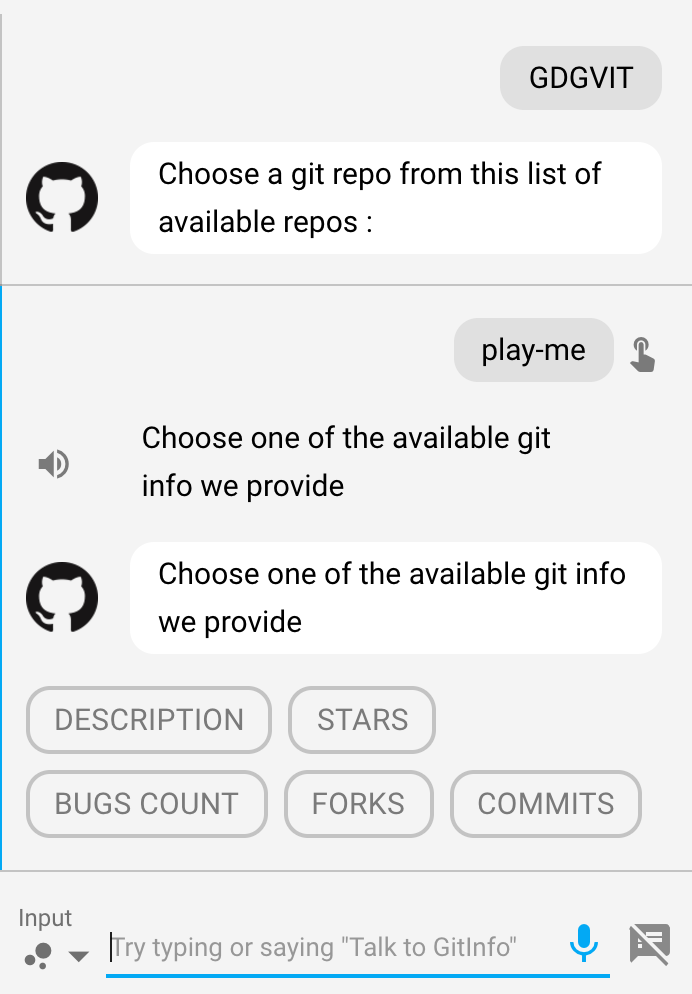 GDGVIT
Choose a git repo from this list of
available repos :
play-me
Choose one of the available git
info we provide
Choose one of the available git info
we provide
DESCRIPTION STARS
BUGS COUNT FORKS COMMITS
Input
Try typing or saying "Talk to GitInfo"